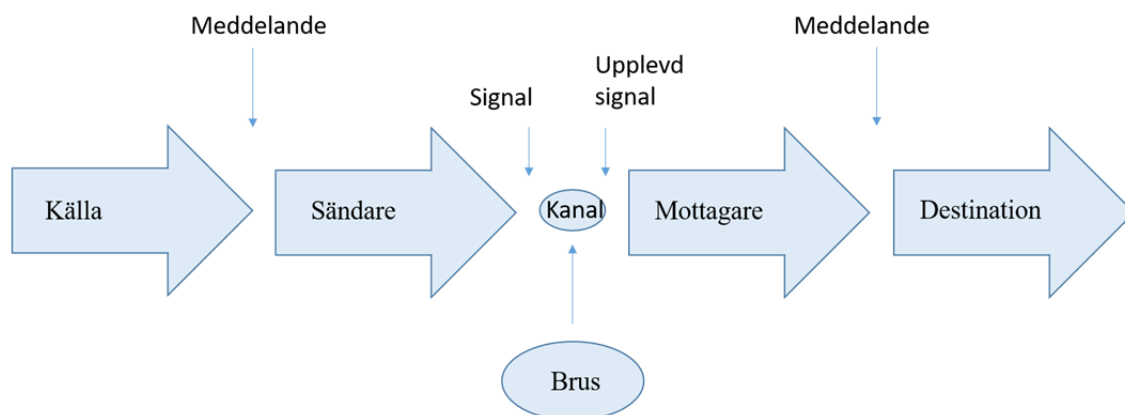 Meddelande
Meddelande
Signal
Upplevd
signal
Källa
Sändare
Kanal
Mottagare
Destination
Brus